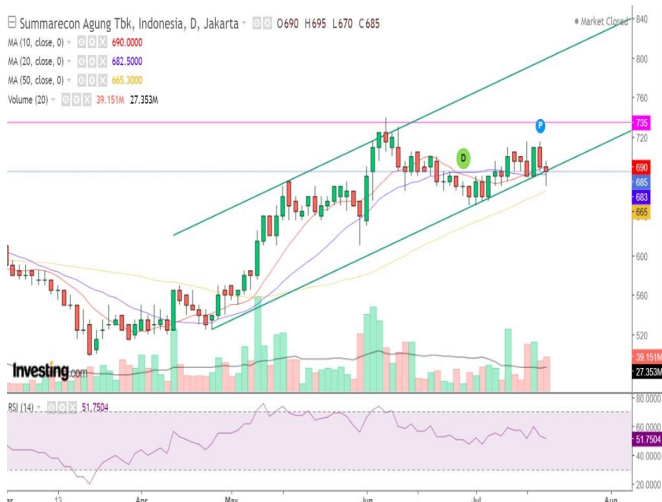 Summarecon Agung Tbk, Indonesia, D, Jakarta O690 H695 L670 C685
Market Closed
MA (10, close, 0) 690.0000
MA (20, close, 0) 682.5000
MA (50, close, 0) 665.3000
Volume (20) 39.151M 27.353M
840
800
760
735
720
P
D
690
685
683
665
600
560
520
39.151M
27.353M
Investing.com
RSI (14) 51.7504
80.0000
60.0000
51.7504
40.0000
20.0000
13 Apr May Jun Jul Aug